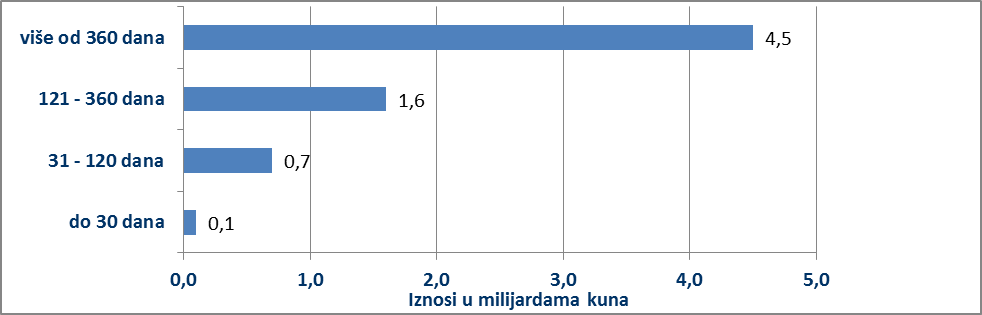 više od 360 dana 4,5
121 - 360 dana 1,6
31 - 120 dana 0,7
do 30 dana 0,1
0,0 1,0 2,0 3,0 4,0 5,0
Iznosi u milijardama kuna